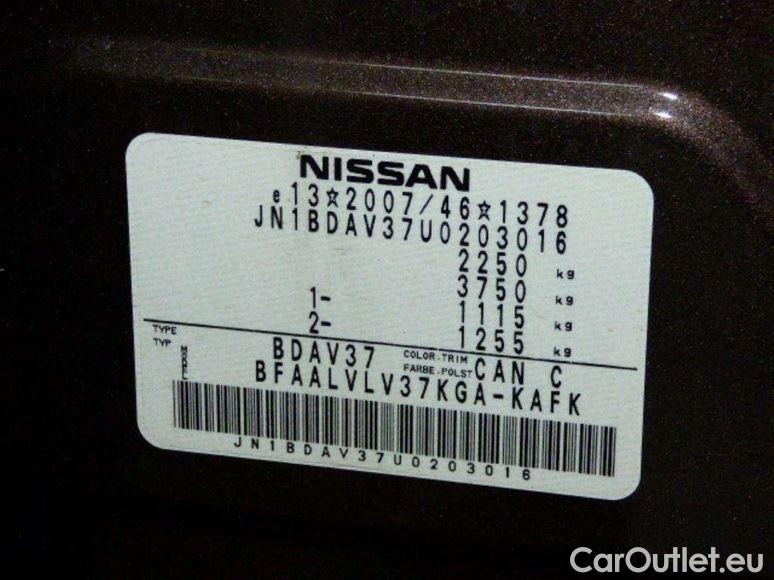 NISSAN
e13☆2007/46☆1378
JN1BDAV37U0203016
2250 kg
3750 kg
1- 1115 kg
2- 1255 kg
TYPE
TYP BDAV37 COLOR.TRIM
FARBE.POLST CAN C
MODEL BFAALVLV37KGA-KAFK
JN1BDAV37U0203016
CarOutlet.eu